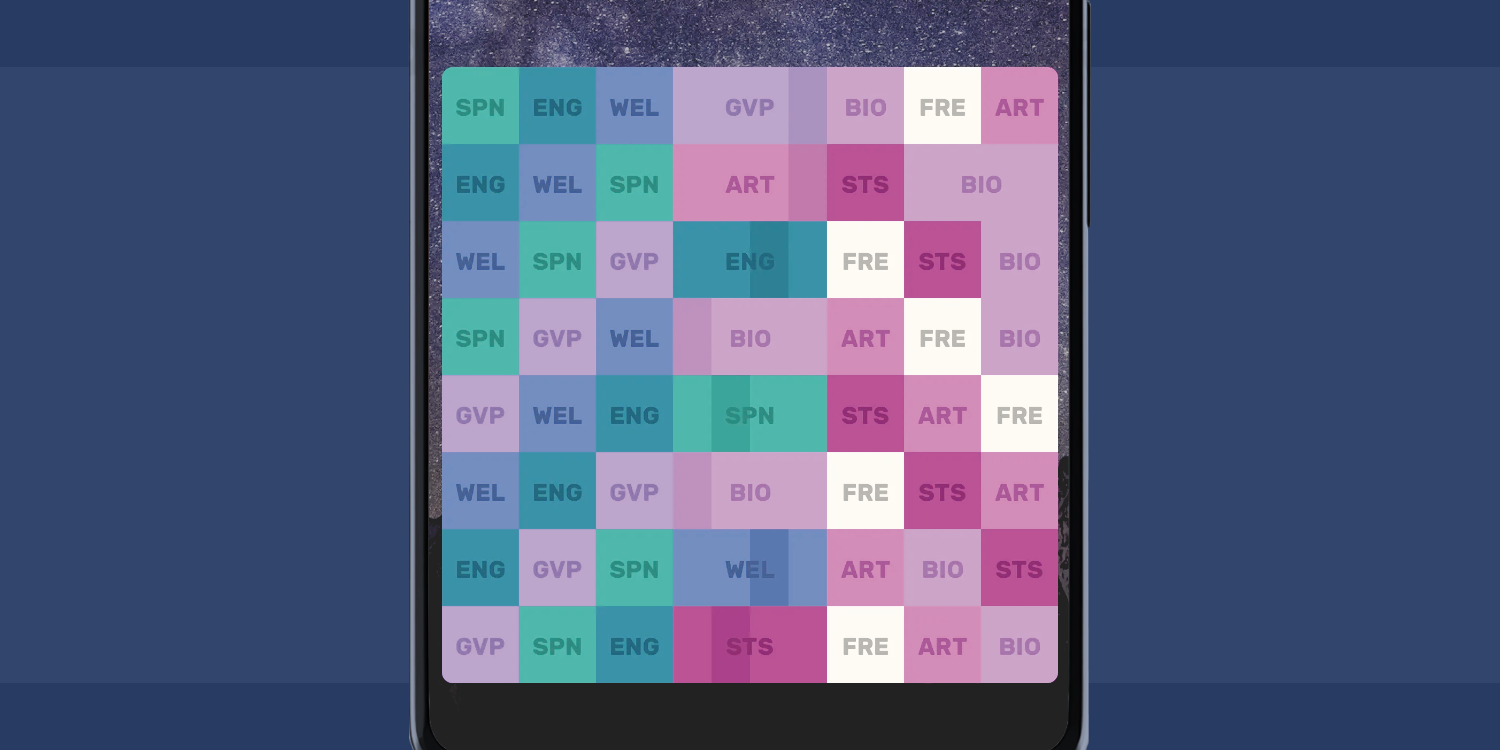 SPN ENG WEL GVP BIO FRE ART
ENG WEL SPN ART STS BIO
WEL SPN GVP ENG FRE STS BIO
SPN GVP WEL BIO ART FRE BIO
GVP WEL ENG SPN STS ART FRE
WEL ENG GVP BIO FRE STS ART
ENG GVP SPN WEL ART BIO STS
GVP SPN ENG STS FRE ART BIO